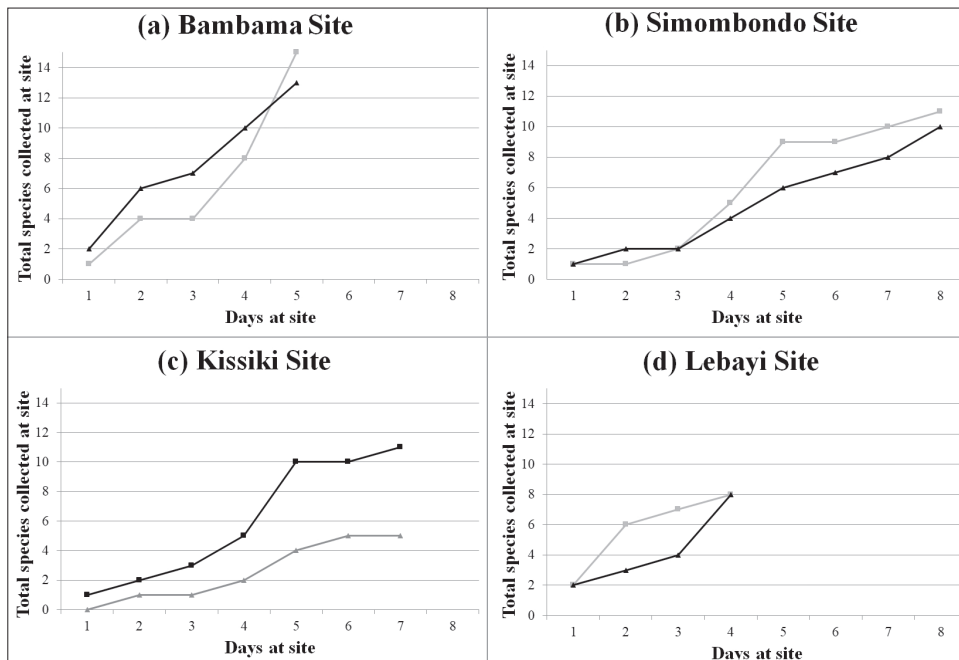 (a) Bambama Site
Total species collected at site
14
12
10
8
6
4
2
0
1 2 3 4 5 6 7 8
Days at site
(b) Simombondo Site
Total species collected at site
14
12
10
8
6
4
2
0
1 2 3 4 5 6 7 8
Days at site
(c) Kissiki Site
Total species collected at site
14
12
10
8
6
4
2
0
1 2 3 4 5 6 7 8
Days at site
(d) Lebayi Site
Total species collected at site
14
12
10
8
6
4
2
0
1 2 3 4 5 6 7 8
Days at site